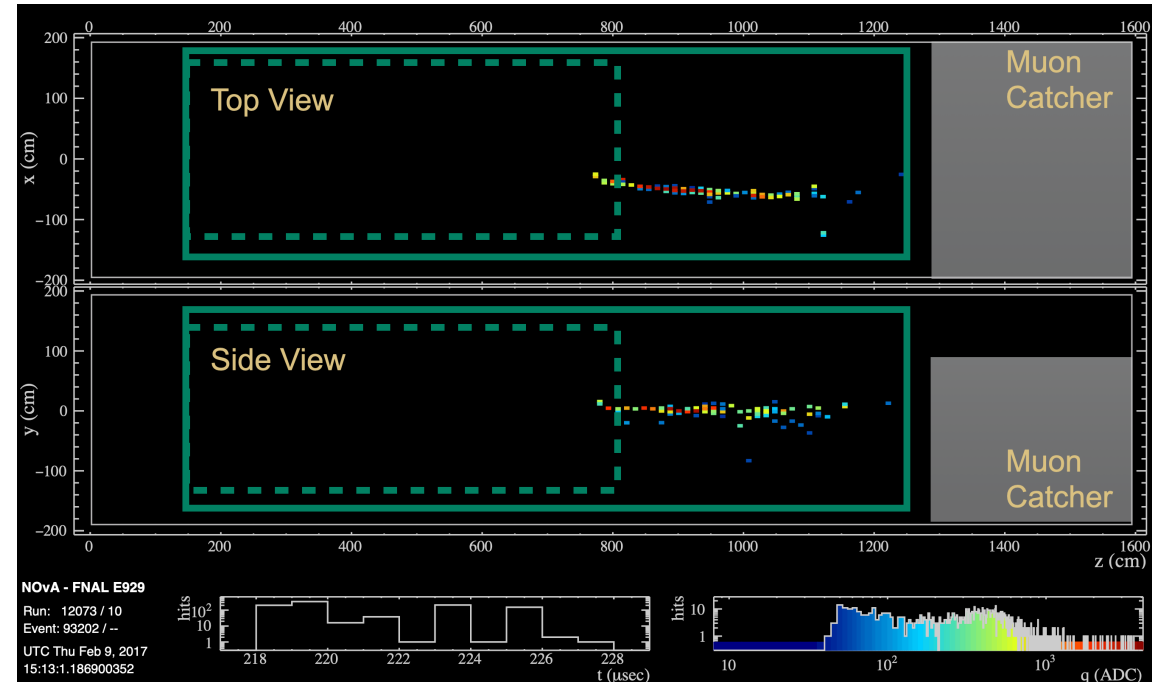 0 200 400 600 800 1000 1200 1400 1600
200
100
0
−100
−200
x (cm)
Top View
Muon
Catcher
200
100
0
−100
−200
y (cm)
Side View
Muon
Catcher
0 200 400 600 800 1000 1200 1400 1600
z (cm)
NOvA - FNAL E929
Run: 12073 / 10
Event: 93202 / --
UTC Thu Feb 9, 2017
15:13:1.186900352
hits
10²
10
1
218 220 222 224 226 228
t (μsec)
hits
10
1
10 10² 10³
q (ADC)